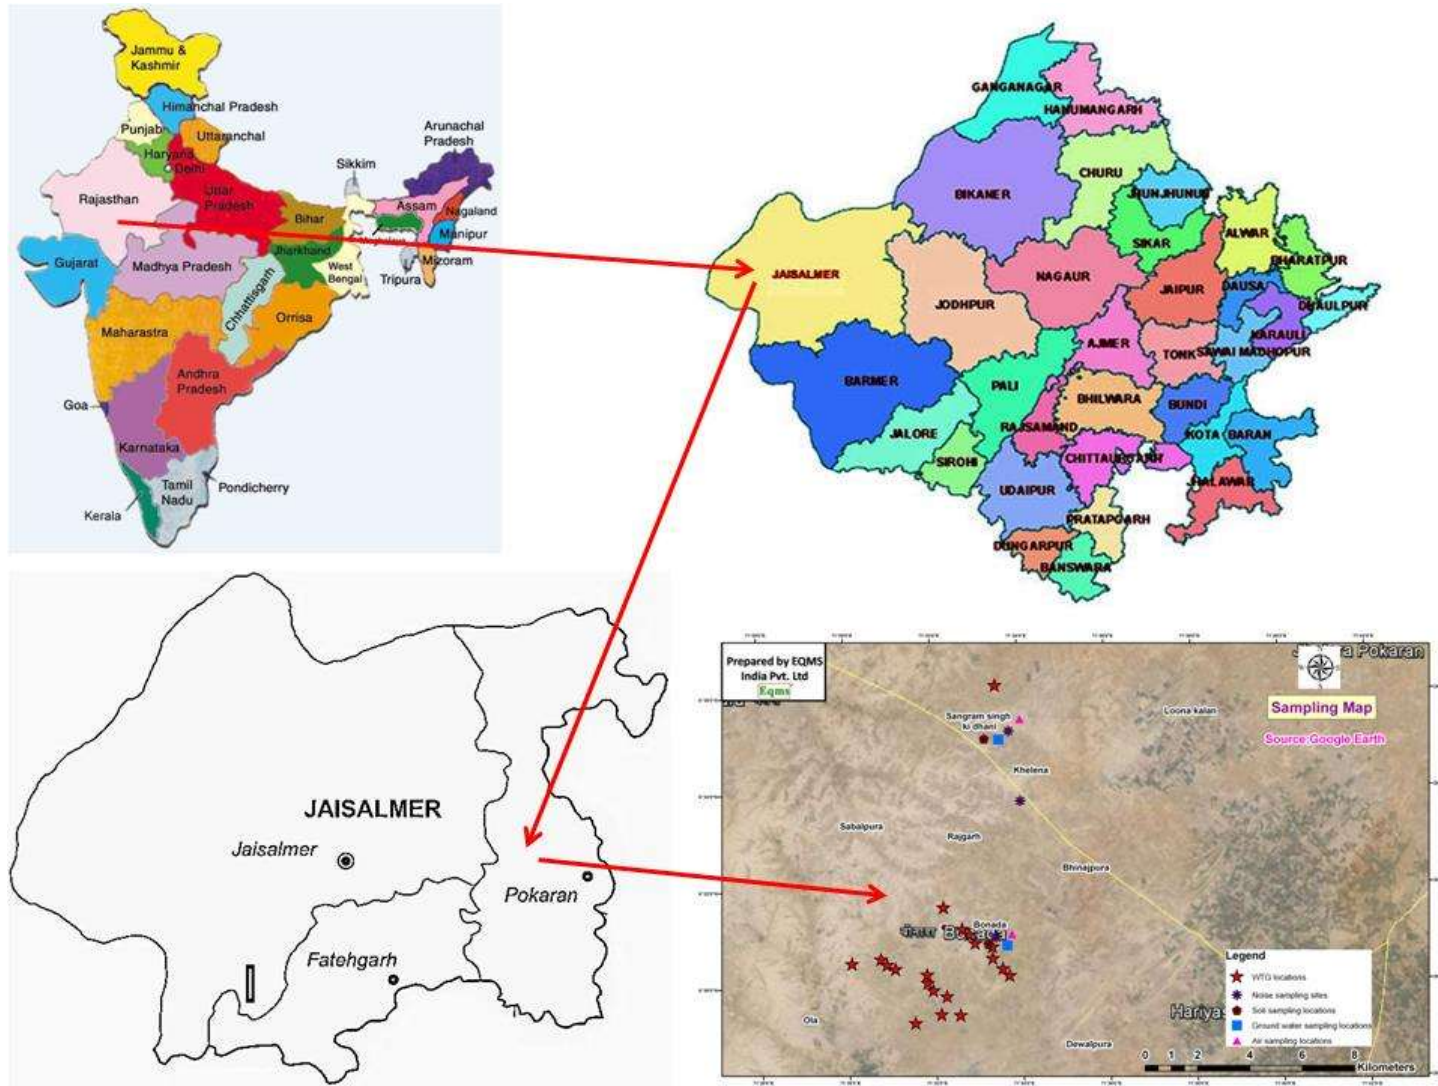 Jammu &
Kashmir
Himanchal Pradesh
Punjab
Uttaranchal
Haryana
Delhi
Arunachal
Pradesh
Sikkim
Rajasthan
Uttar
Pradesh
Bihar
Assam
Nagaland
Manipur
Gujarat
Madhya Pradesh
Jharkhand
West
Bengal
Tripura
Mizoram
Chhattisgarh
Maharastra
Orrisa
Andhra
Pradesh
Goa
Karnataka
Tamil
Nadu
Pondicherry
Kerala
GANGANAGAR
HANUMANGARH
CHURU
BIKANER
JHUNJHUNUN
SIKAR
ALWAR
BHARATPUR
JAISALMER
NAGAUR
JAIPUR
DAUSA
DHAULPUR
JODHPUR
KARAULI
AJMER
TONK
SAWAI MADHOPUR
BARMER
PALI
BHILWARA
BUNDI
RAJSAMAND
JALORE
KOTA
BARAN
SIROHI
CHITTAURGARH
UDAIPUR
JHALAWAR
PRATAPGARH
DUNGARPUR
BANSWARA
JAISALMER
Jaisalmer
Pokaran
Fatehgarh
Prepared by EQMS
India Pvt. Ltd
Eqms
Pokaran
Sampling Map
Source:Google Earth
Sangram singh
ki dhani
Loona kalan
Khelena
Sabalpura
Rajgarh
Bhinajpura
Bonada
Ola
Dewalpura
Legend
WTG locations
Noise sampling sites
Soil sampling locations
Ground water sampling locations
Air sampling locations
0 1 2 4 6 8
Kilometers